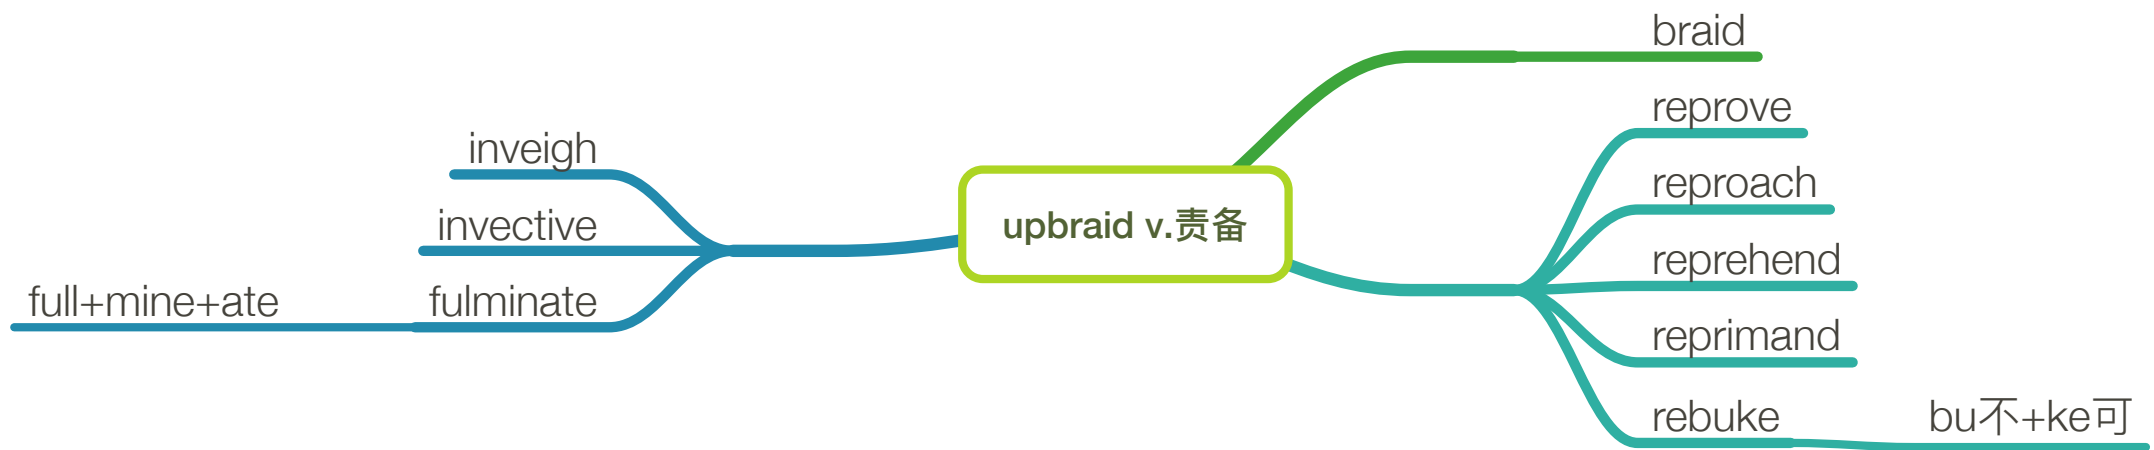 braid
reprove
inveigh
reproach
invective
upbraid v.责备
reprehend
full+mine+ate
fulminate
reprimand
rebuke
bu不+ke可